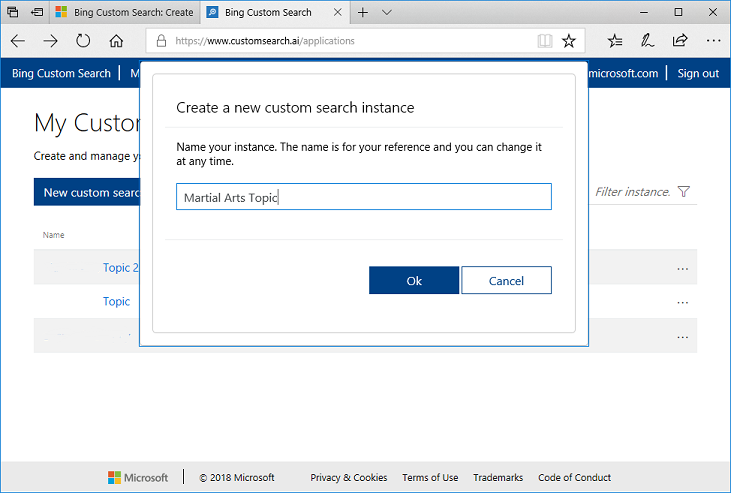 Bing Custom Search: Create
Bing Custom Search
https://www.customsearch.ai/applications
Bing Custom Search
microsoft.com
Sign out
My Custo
Create and manage
New custom searc
Filter instance.
Name
Topic 2
Topic
Create a new custom search instance
Name your instance. The name is for your reference and you can change it
at any time.
Martial Arts Topic
Ok
Cancel
Microsoft
© 2018 Microsoft
Privacy & Cookies
Terms of Use
Trademarks
Code of Conduct